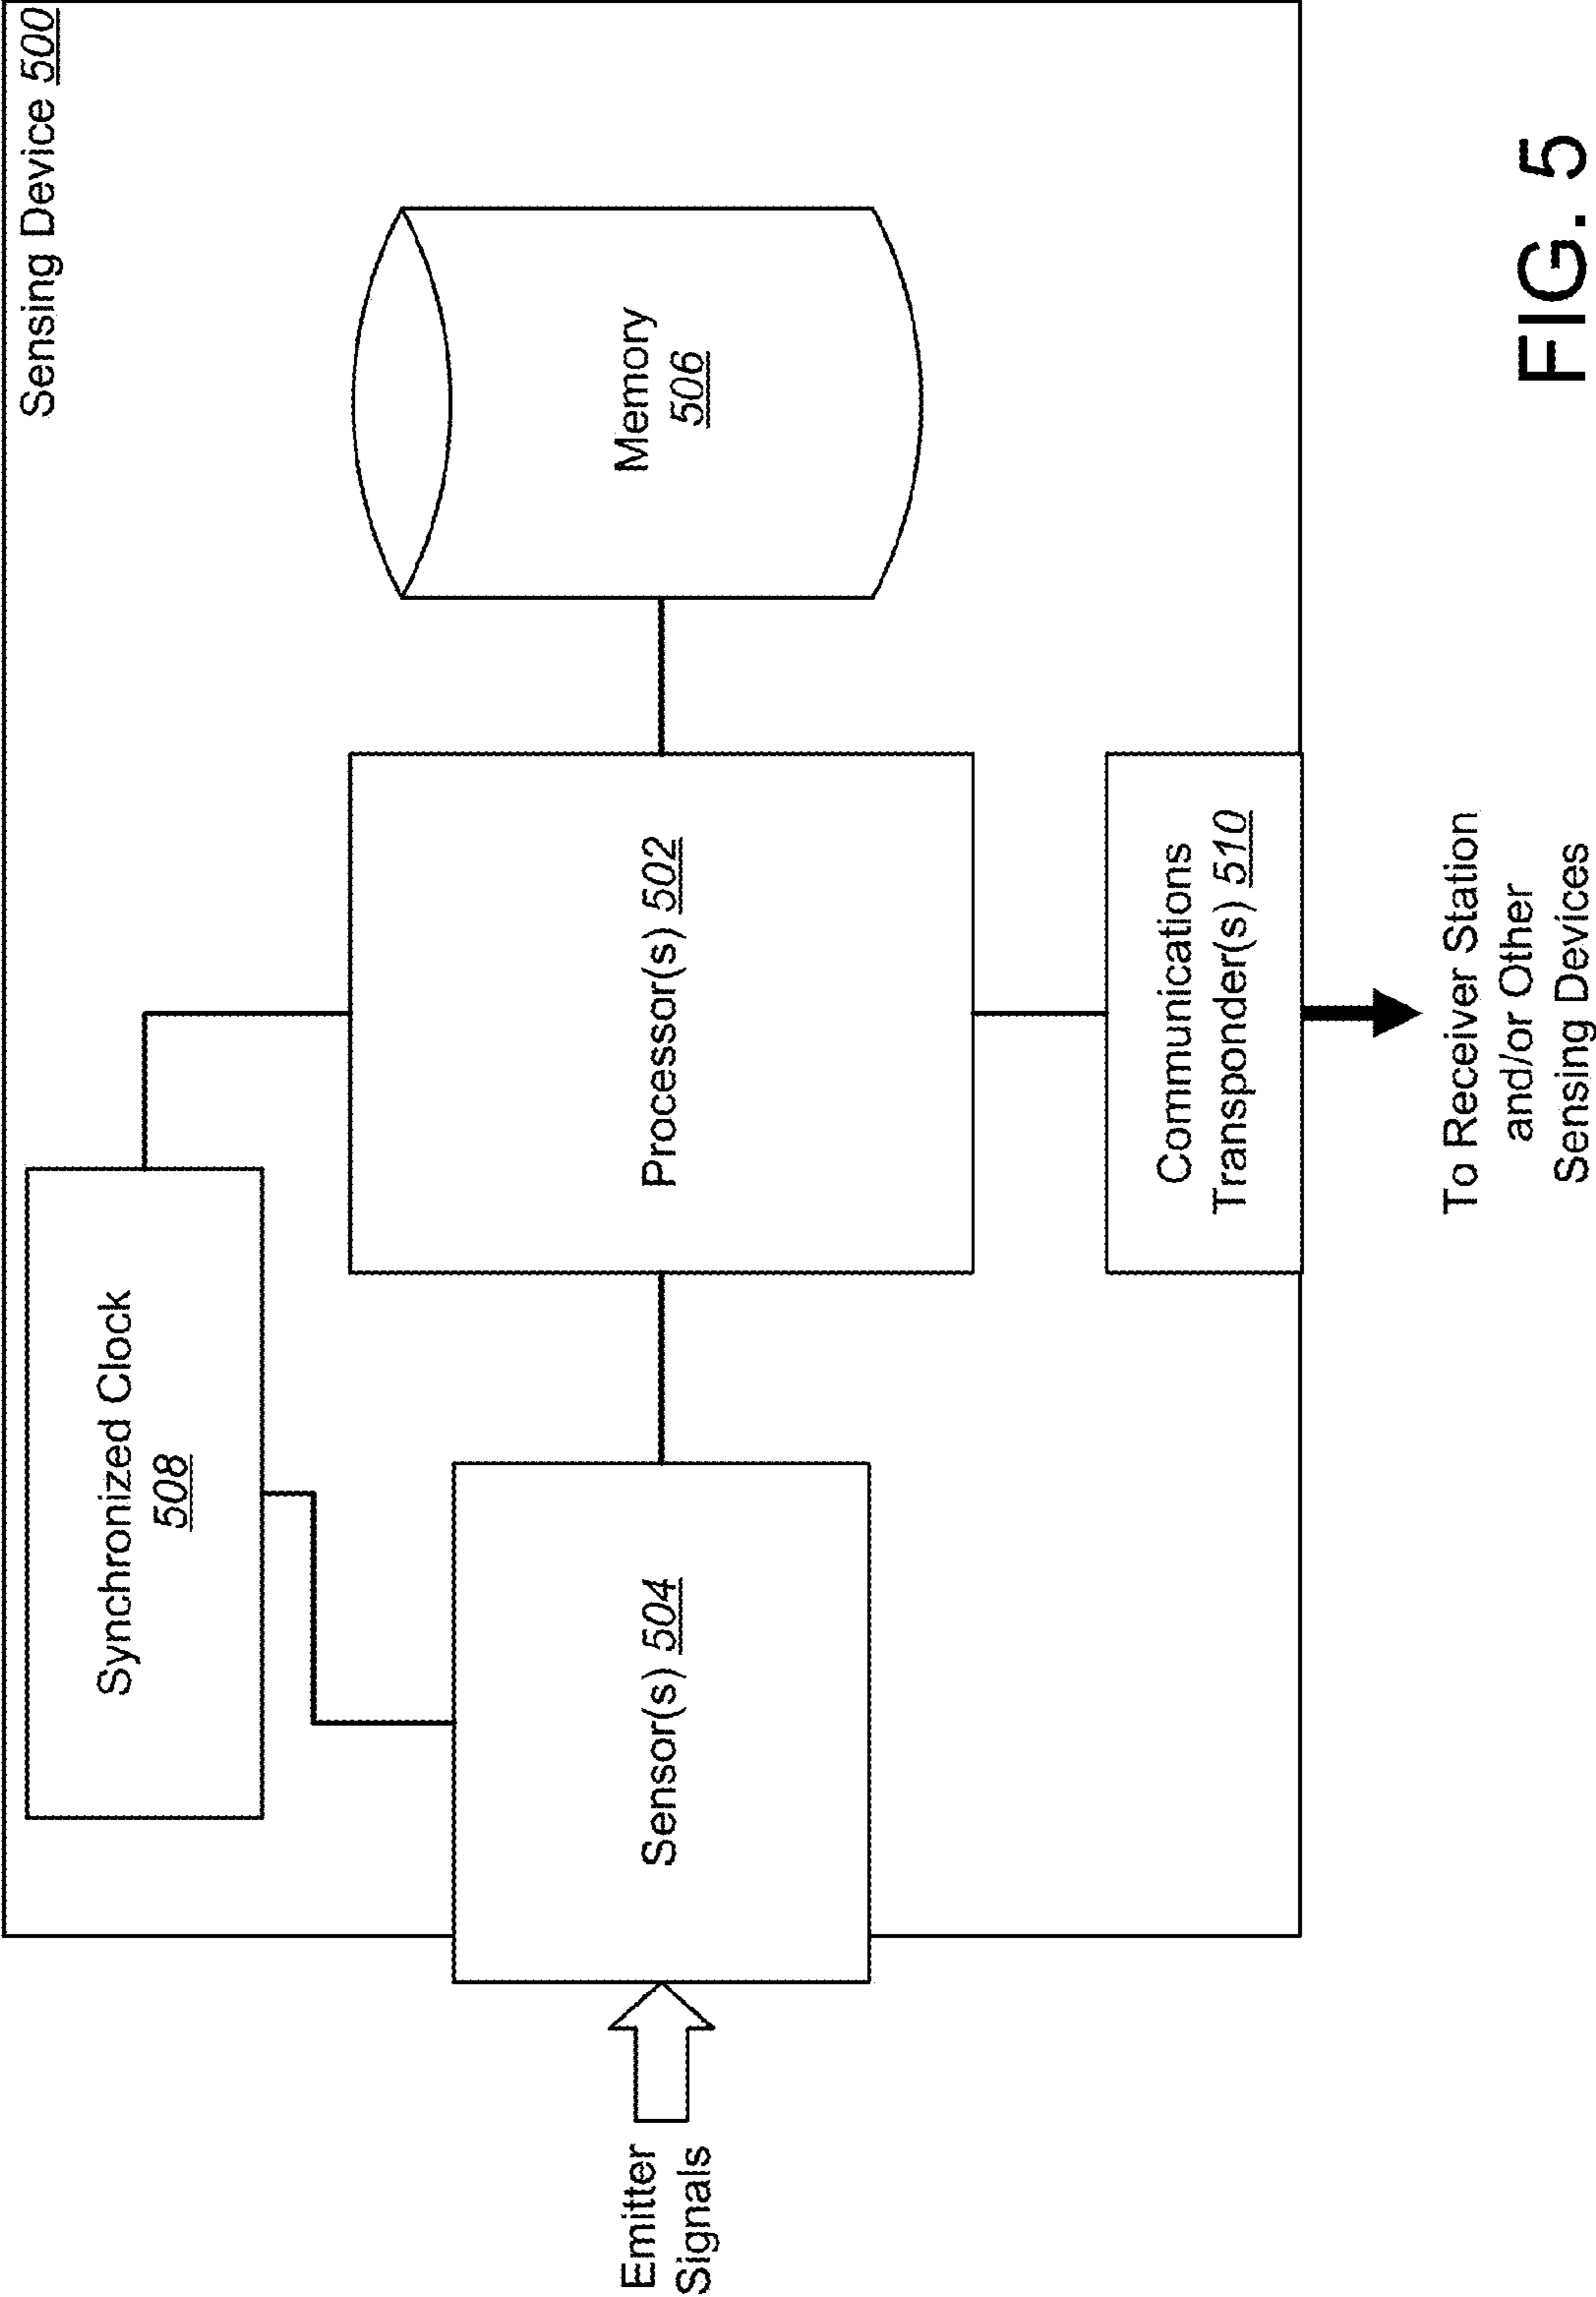 Sensing Device 500
Synchronized Clock
508
Emitter
Signals
Sensor(s) 504
Processor(s) 502
Memory
506
Communications
Transponder(s) 510
To Receiver Station
and/or Other
Sensing Devices
FIG. 5